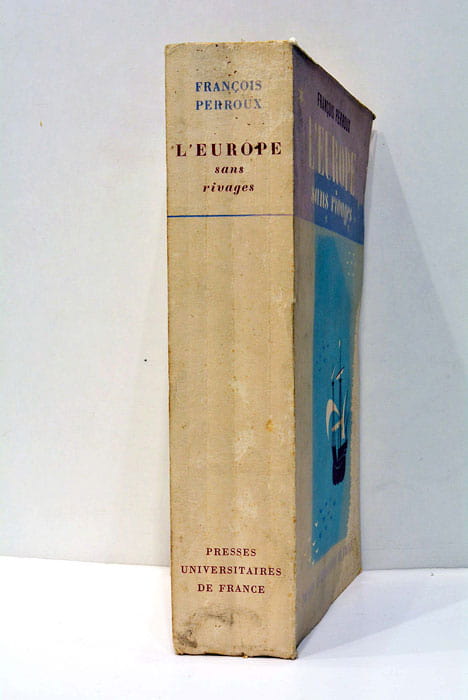 FRANÇOIS
PERROUX
L'EUROPE
sans
rivages
PRESSES
UNIVERSITAIRES
DE FRANCE
FRANÇOIS PERROUX
L'EUROPE
sans rivages